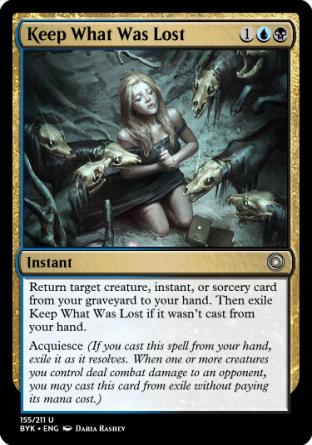 Keep What Was Lost 1
Instant
Return target creature, instant, or sorcery card
from your graveyard to your hand. Then exile
Keep What Was Lost if it wasn't cast from
your hand.
Acquiesce (If you cast this spell from your hand,
exile it as it resolves. When one or more creatures
you control deal combat damage to an opponent,
you may cast this card from exile without paying
its mana cost.)
155/211 U
BYK • ENG Daria Rashev